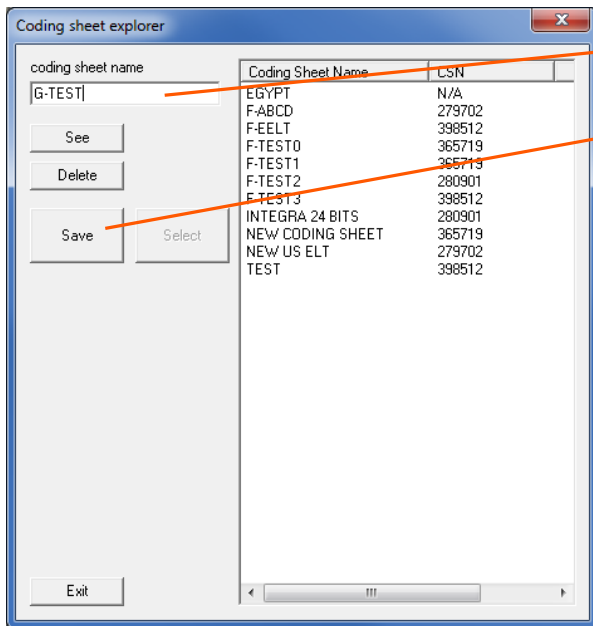 Coding sheet explorer
coding sheet name
G-TEST
See
Delete
Save
Select
Exit
Coding Sheet Name CSN
EGYPT N/A
F-ABCD 279702
F-EELT 398512
F-TEST0 365719
F-TEST1 365719
F-TEST2 280901
F-TEST3 398512
INTEGRA 24 BITS 280901
NEW CODING SHEET 365719
NEW US ELT 279702
TEST 398512